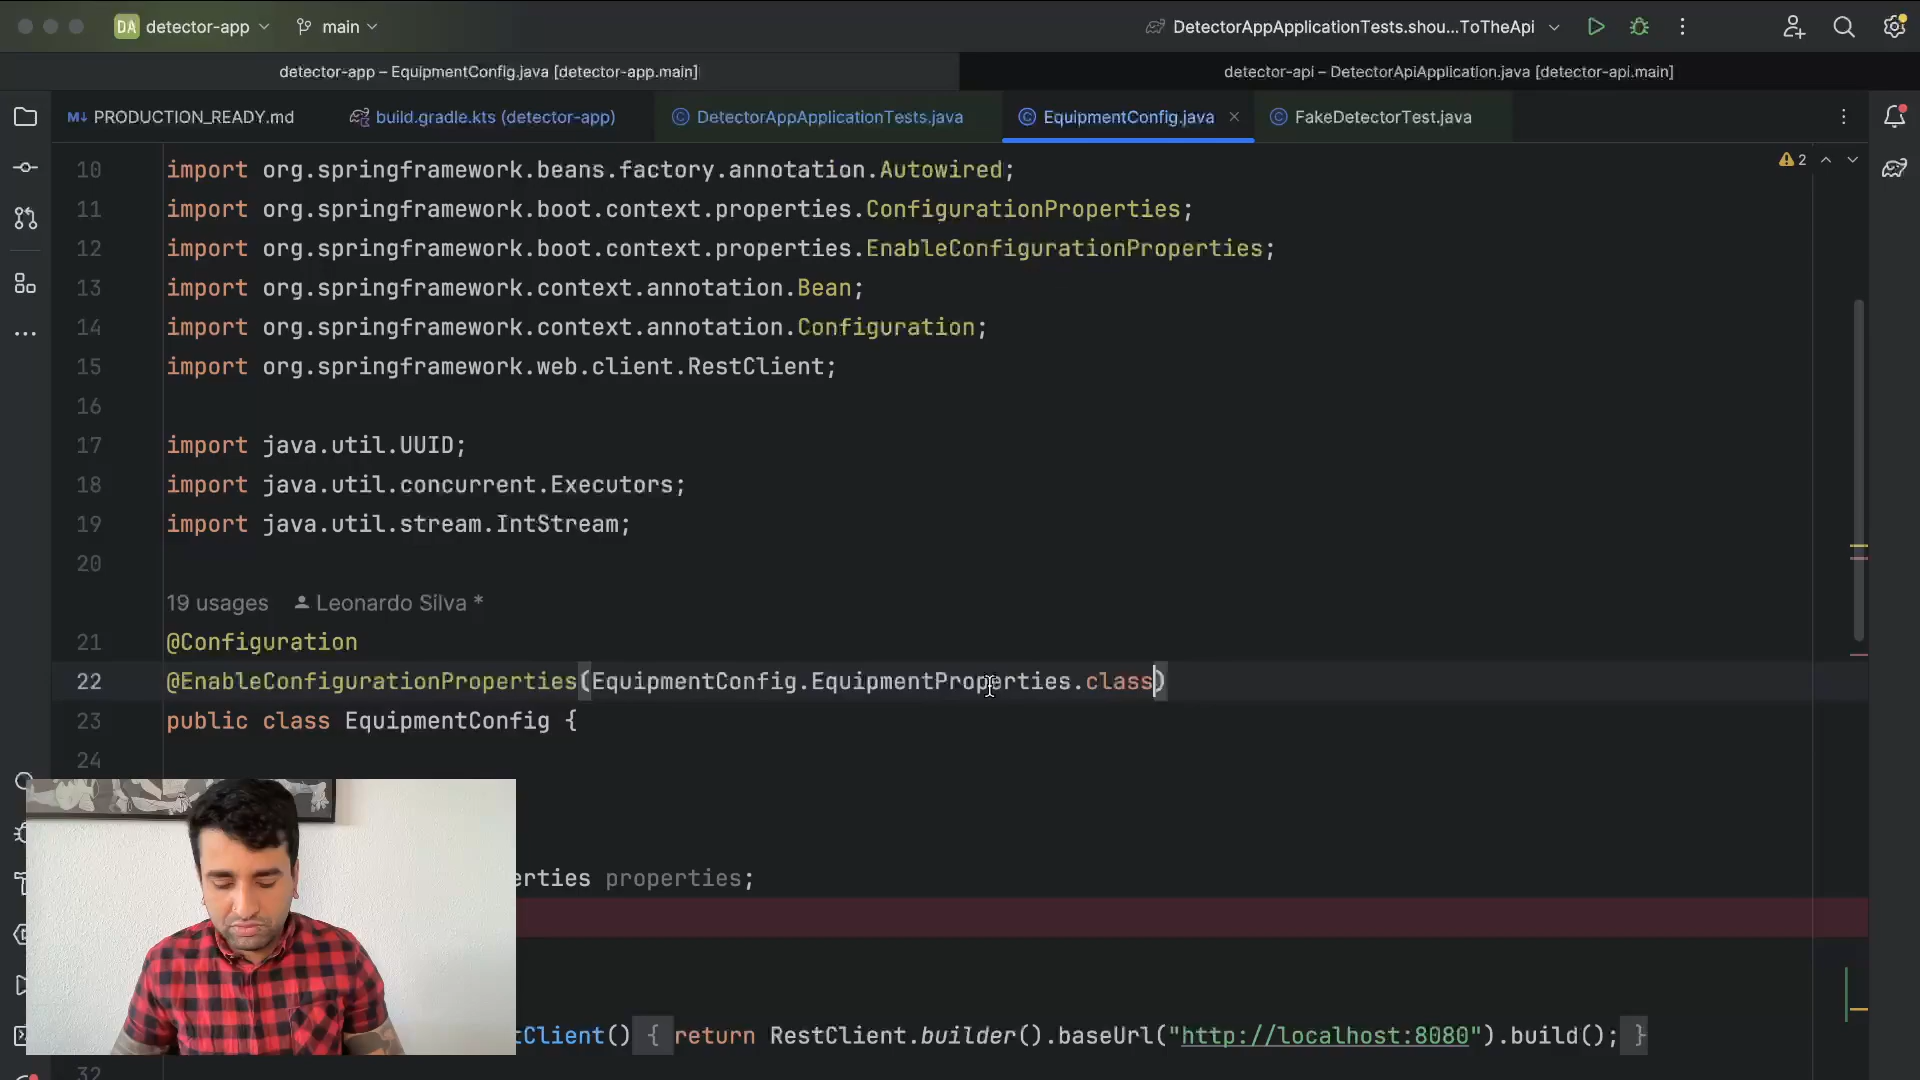 DA detector-app main DetectorAppApplicationTests.shou...ToTheApi
detector-app – EquipmentConfig.java [detector-app.main] detector-api – DetectorApiApplication.java [detector-api.main]
M↓ PRODUCTION_READY.md build.gradle.kts (detector-app) DetectorAppApplicationTests.java EquipmentConfig.java FakeDetectorTest.java
2
10 import org.springframework.beans.factory.annotation.Autowired;
11 import org.springframework.boot.context.properties.ConfigurationProperties;
12 import org.springframework.boot.context.properties.EnableConfigurationProperties;
13 import org.springframework.context.annotation.Bean;
14 import org.springframework.context.annotation.Configuration;
15 import org.springframework.web.client.RestClient;
16
17 import java.util.UUID;
18 import java.util.concurrent.Executors;
19 import java.util.stream.IntStream;
20
19 usages Leonardo Silva *
21 @Configuration
22 @EnableConfigurationProperties(EquipmentConfig.EquipmentProperties.class)
23 public class EquipmentConfig {
24
erties properties;
tClient() { return RestClient.builder().baseUrl("http://localhost:8080").build(); }
32